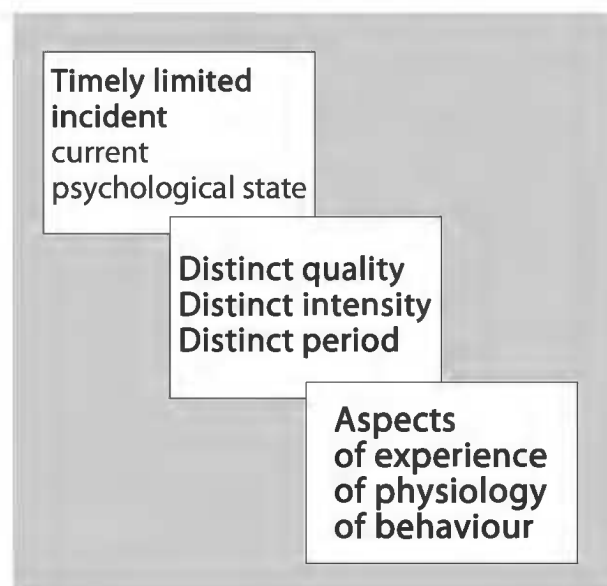 Timely limited
incident
current
psychological state
Distinct quality
Distinct intensity
Distinct period
Aspects
of experience
of physiology
of behaviour